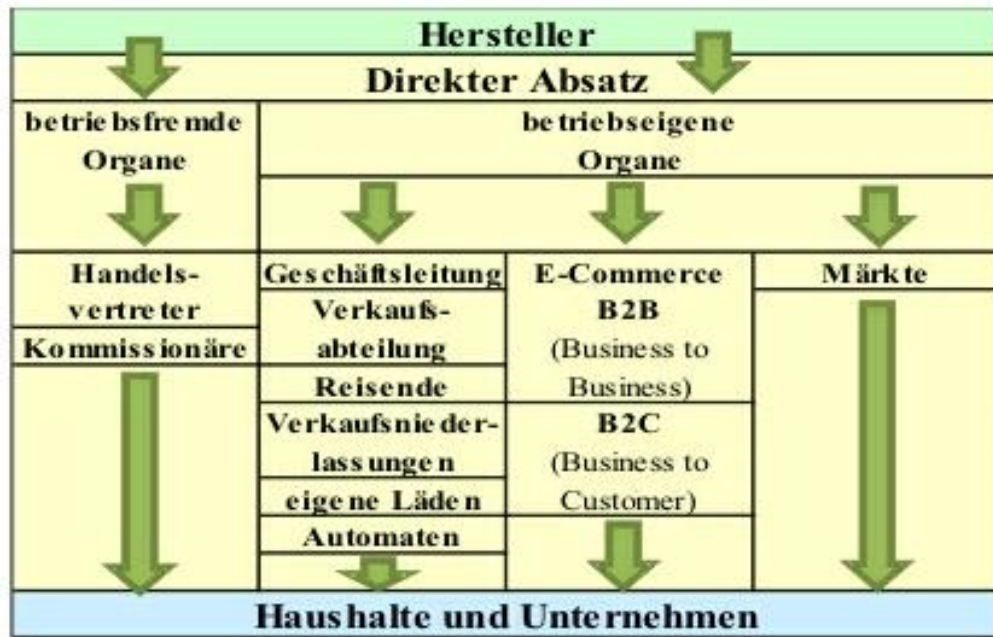 Hersteller
Direkter Absatz
betriebsfremde
Organe
betriebseigene
Organe
Handels-
vertreter
Kommissionäre
Geschäftsleitung
Verkaufs-
abteilung
Reisende
Verkaufsnieder-
lassungen
eigene Läden
Automaten
E-Commerce
B2B
(Business to
Business)
B2C
(Business to
Customer)
Märkte
Haushalte und Unternehmen